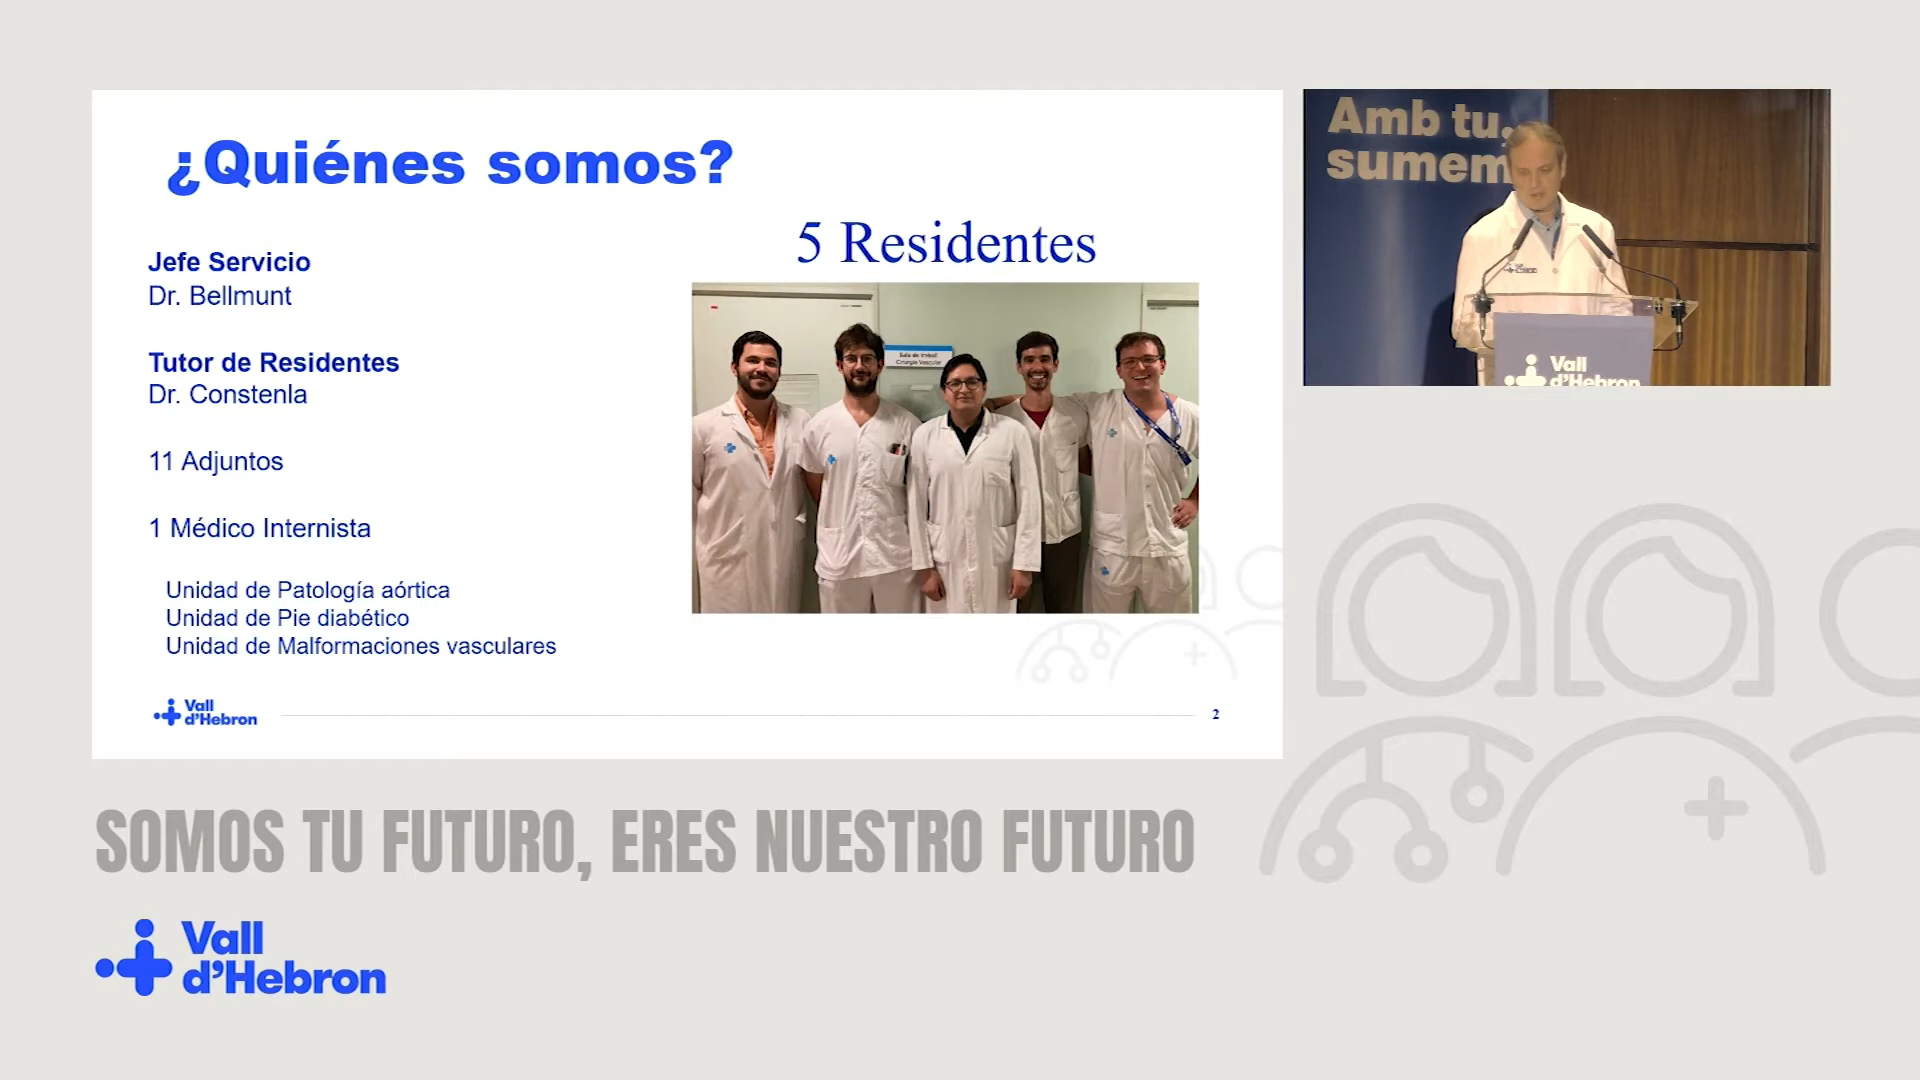 ¿Quiénes somos?
5 Residentes
Jefe Servicio
Dr. Bellmunt
Tutor de Residentes
Dr. Constenla
11 Adjuntos
1 Médico Internista
Unidad de Patología aórtica
Unidad de Pie diabético
Unidad de Malformaciones vasculares
Vall
d'Hebron
2
Amb tu,
sumem
Vall
d'Hebron
SOMOS TU FUTURO, ERES NUESTRO FUTURO
Vall
d'Hebron